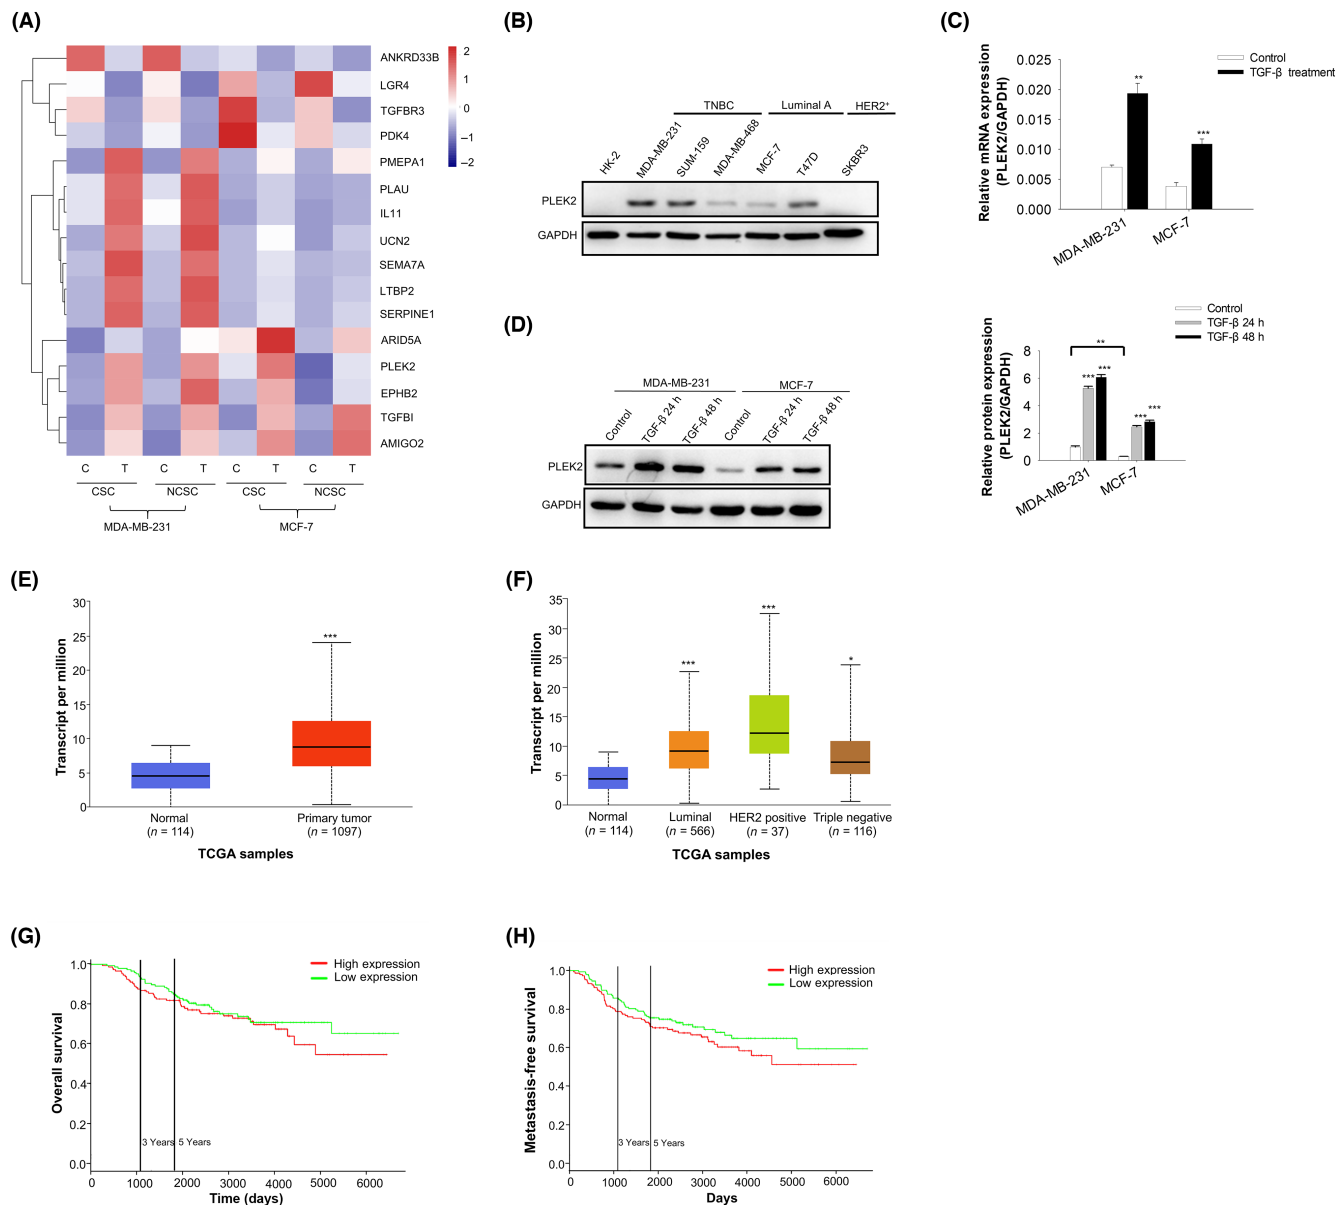 (A)
2
1
0
−1
−2
ANKRD33B
LGR4
TGFBR3
PDK4
PMEPA1
PLAU
IL11
UCN2
SEMA7A
LTBP2
SERPINE1
ARID5A
PLEK2
EPHB2
TGFBI
AMIGO2
C T C T C T C T
CSC NCSC CSC NCSC
MDA-MB-231 MCF-7
(B)
TNBC Luminal A HER2⁺
HK-2 MDA-MB-231 SUM-159 MDA-MB-468 MCF-7 T47D SKBR3
PLEK2
GAPDH
(C)
Control
TGF-β treatment
Relative mRNA expression
(PLEK2/GAPDH)
0.025
0.020
0.015
0.010
0.005
0.000
**
***
MDA-MB-231 MCF-7
(D)
MDA-MB-231 MCF-7
Control TGF-β 24 h TGF-β 48 h Control TGF-β 24 h TGF-β 48 h
PLEK2
GAPDH
Control
TGF-β 24 h
TGF-β 48 h
Relative protein expression
(PLEK2/GAPDH)
8
6
4
2
0
**
*** ***
*** ***
MDA-MB-231 MCF-7
(E)
Transcript per million
30
25
20
15
10
5
0
***
Normal Primary tumor
(n = 114) (n = 1097)
TCGA samples
(F)
Transcript per million
35
30
25
20
15
10
5
0
***
***
*
Normal Luminal HER2 positive Triple negative
(n = 114) (n = 566) (n = 37) (n = 116)
TCGA samples
(G)
High expression
Low expression
Overall survival
1.0
0.8
0.6
0.4
0.2
0.0
3 Years 5 Years
0 1000 2000 3000 4000 5000 6000
Time (days)
(H)
High expression
Low expression
Metastasis-free survival
1.0
0.8
0.6
0.4
0.2
0.0
3 Years 5 Years
0 1000 2000 3000 4000 5000 6000
Days